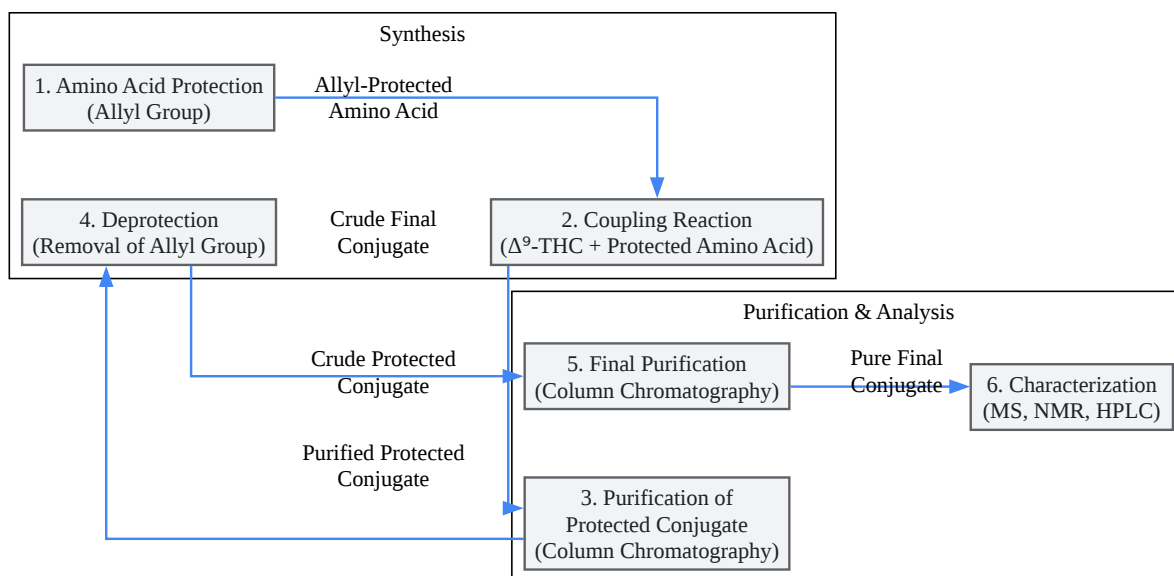 Synthesis
1. Amino Acid Protection
(Allyl Group)
Allyl-Protected
Amino Acid
4. Deprotection
(Removal of Allyl Group)
Crude Final
Conjugate
2. Coupling Reaction
(Δ⁹-THC + Protected Amino Acid)
Purification & Analysis
Crude Protected
Conjugate
5. Final Purification
(Column Chromatography)
Pure Final
Conjugate
6. Characterization
(MS, NMR, HPLC)
Purified Protected
Conjugate
3. Purification of
Protected Conjugate
(Column Chromatography)